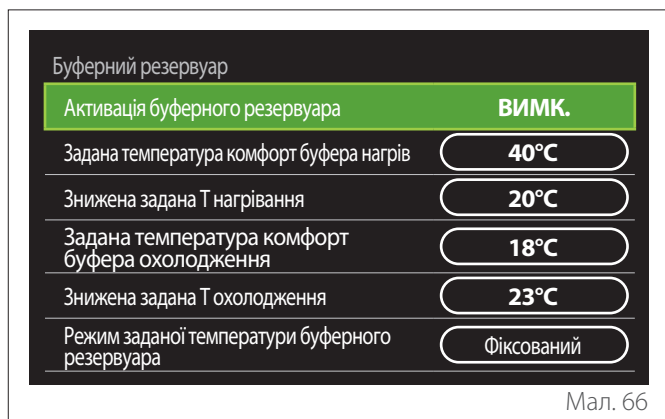 Буферний резервуар
Активація буферного резервуара ВИМК.
Задана температура комфорт буфера нагрів 40°C
Знижена задана Т нагрівання 20°C
Задана температура комфорт
буфера охолодження 18°C
Знижена задана Т охолодження 23°C
Режим заданої температури буферного
резервуара Фіксований
Мал. 66